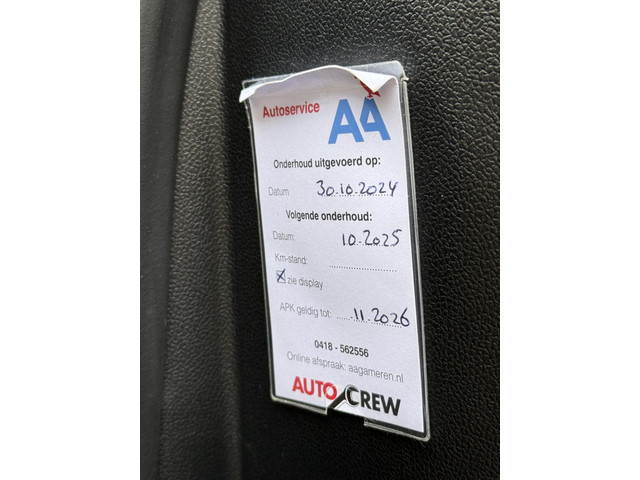 Autoservice AA
Onderhoud uitgevoerd op:
Datum 30.10.2024
Volgende onderhoud:
Datum: 10.2025
Km-stand:
zie display
APK geldig tot: 11.2026
0418 - 562556
Online afspraak: aagameren.nl
AUTO CREW